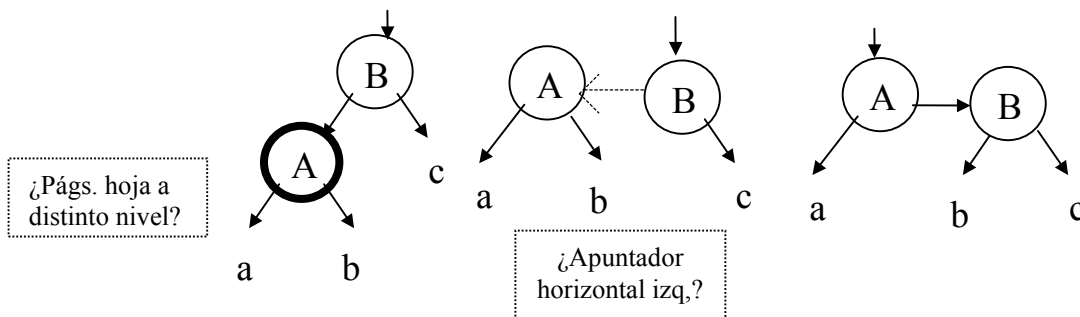 B
A
c
a b
¿Págs. hoja a
distinto nivel?
A B
a b c
¿Apuntador
horizontal izq,?
A B
a b c